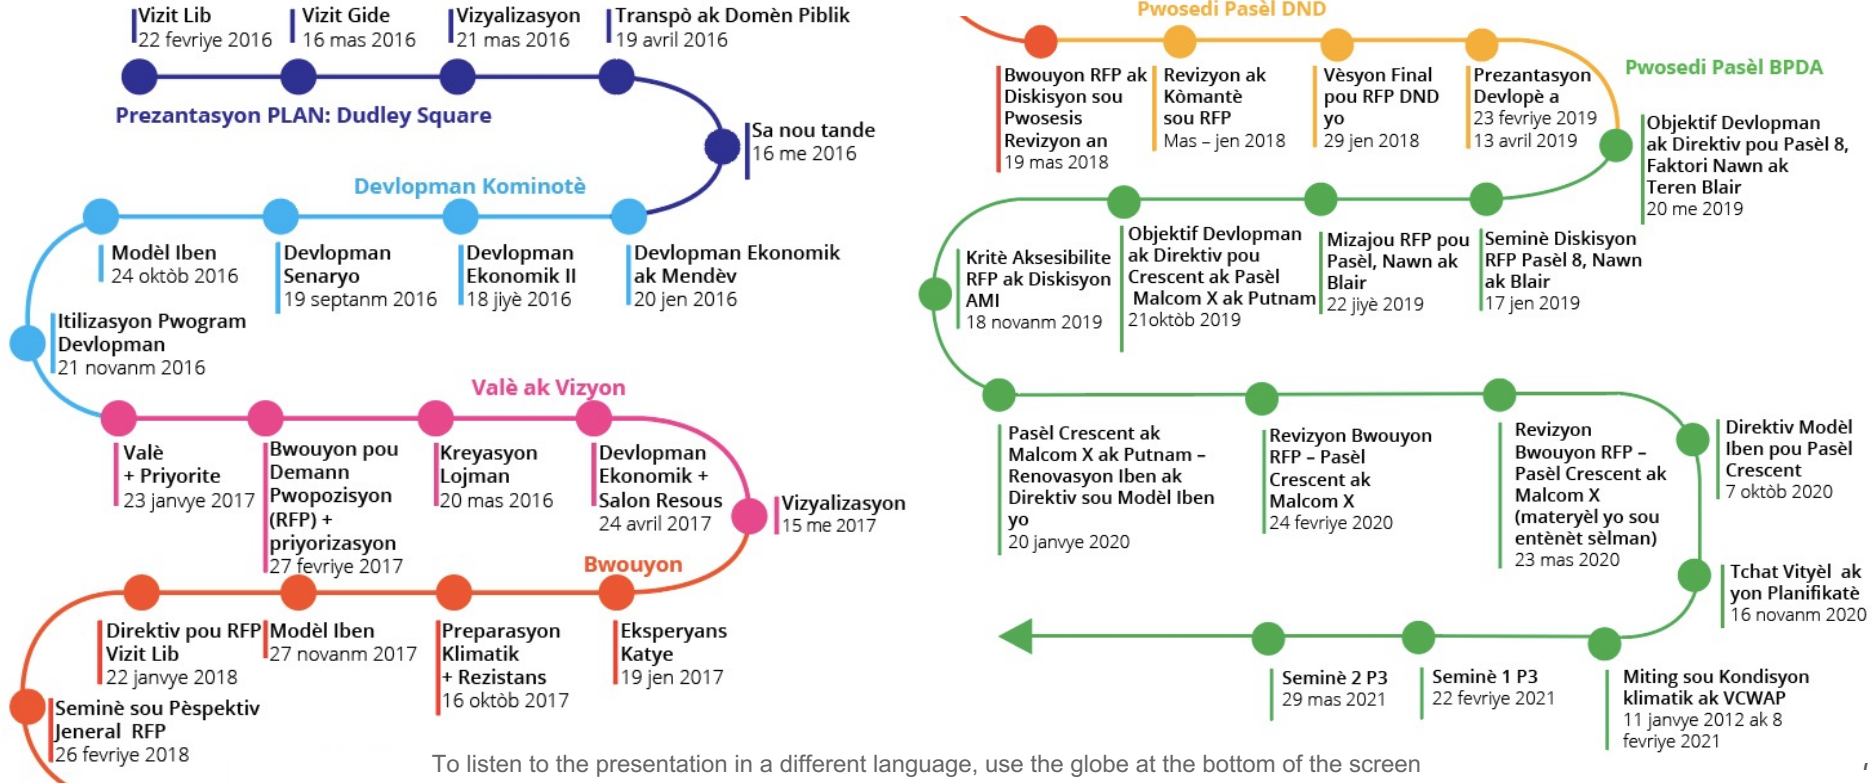 Vizit Lib
22 fevriye 2016
Vizit Gide
16 mas 2016
Vizyalizasyon
21 mas 2016
Transpò ak Domèn Piblik
19 avril 2016
Prezantasyon PLAN: Dudley Square
Sa nou tande
16 me 2016
Devlopman Kominotè
Devlopman Ekonomik
ak Mendèv
20 jen 2016
Devlopman
Ekonomik II
18 jiyè 2016
Devlopman
Senaryo
19 septanm 2016
Modèl Iben
24 oktòb 2016
Itilizasyon Pwogram
Devlopman
21 novanm 2016
Valè ak Vizyon
Valè
+ Priyorite
23 janvye 2017
Bwouyon pou
Demann
Pwopozisyon
(RFP) +
priyorizasyon
27 fevriye 2017
Kreyasyon
Lojman
20 mas 2016
Devlopman
Ekonomik +
Salon Resous
24 avril 2017
Vizyalizasyon
15 me 2017
Bwouyon
Eksperyans
Katye
19 jen 2017
Preparasyon
Klimatik
+ Rezistans
16 oktòb 2017
Modèl Iben
27 novanm 2017
Direktiv pou RFP
Vizit Lib
22 janvye 2018
Seminè sou Pèspektiv
Jeneral RFP
26 fevriye 2018
Pwosedi Pasèl DND
Bwouyon RFP ak
Diskisyon sou
Pwosesis
Revizyon an
19 mas 2018
Revizyon ak
Kòmantè
sou RFP
Mas – jen 2018
Vèsyon Final
pou RFP DND
yo
29 jen 2018
Prezantasyon
Devlopè a
23 fevriye 2019
13 avril 2019
Pwosedi Pasèl BPDA
Objektif Devlopman
ak Direktiv pou Pasèl 8,
Faktori Nawn ak
Teren Blair
20 me 2019
Seminè Diskisyon
RFP Pasèl 8, Nawn
ak Blair
17 jen 2019
Mizajou RFP pou
Pasèl, Nawn ak
Blair
22 jiyè 2019
Objektif Devlopman
ak Direktiv pou
Crescent ak Pasèl
Malcom X ak Putnam
21oktòb 2019
Kritè Aksesibilite
RFP ak Diskisyon
AMI
18 novanm 2019
Pasèl Crescent ak
Malcom X ak Putnam –
Renovasyon Iben ak
Direktiv sou Modèl Iben
yo
20 janvye 2020
Revizyon Bwouyon
RFP – Pasèl
Crescent ak
Malcom X
24 fevriye 2020
Revizyon
Bwouyon RFP –
Pasèl Crescent ak
Malcom X
(materyèl yo sou
entènèt sèlman)
23 mas 2020
Direktiv Modèl
Iben pou Pasèl
Crescent
7 oktòb 2020
Tchat Vityèl ak
yon Planifikatè
16 novanm 2020
Miting sou Kondisyon
klimatik ak VCWAP
11 janvye 2012 ak 8
fevriye 2021
Seminè 1 P3
22 fevriye 2021
Seminè 2 P3
29 mas 2021
To listen to the presentation in a different language, use the globe at the bottom of the screen